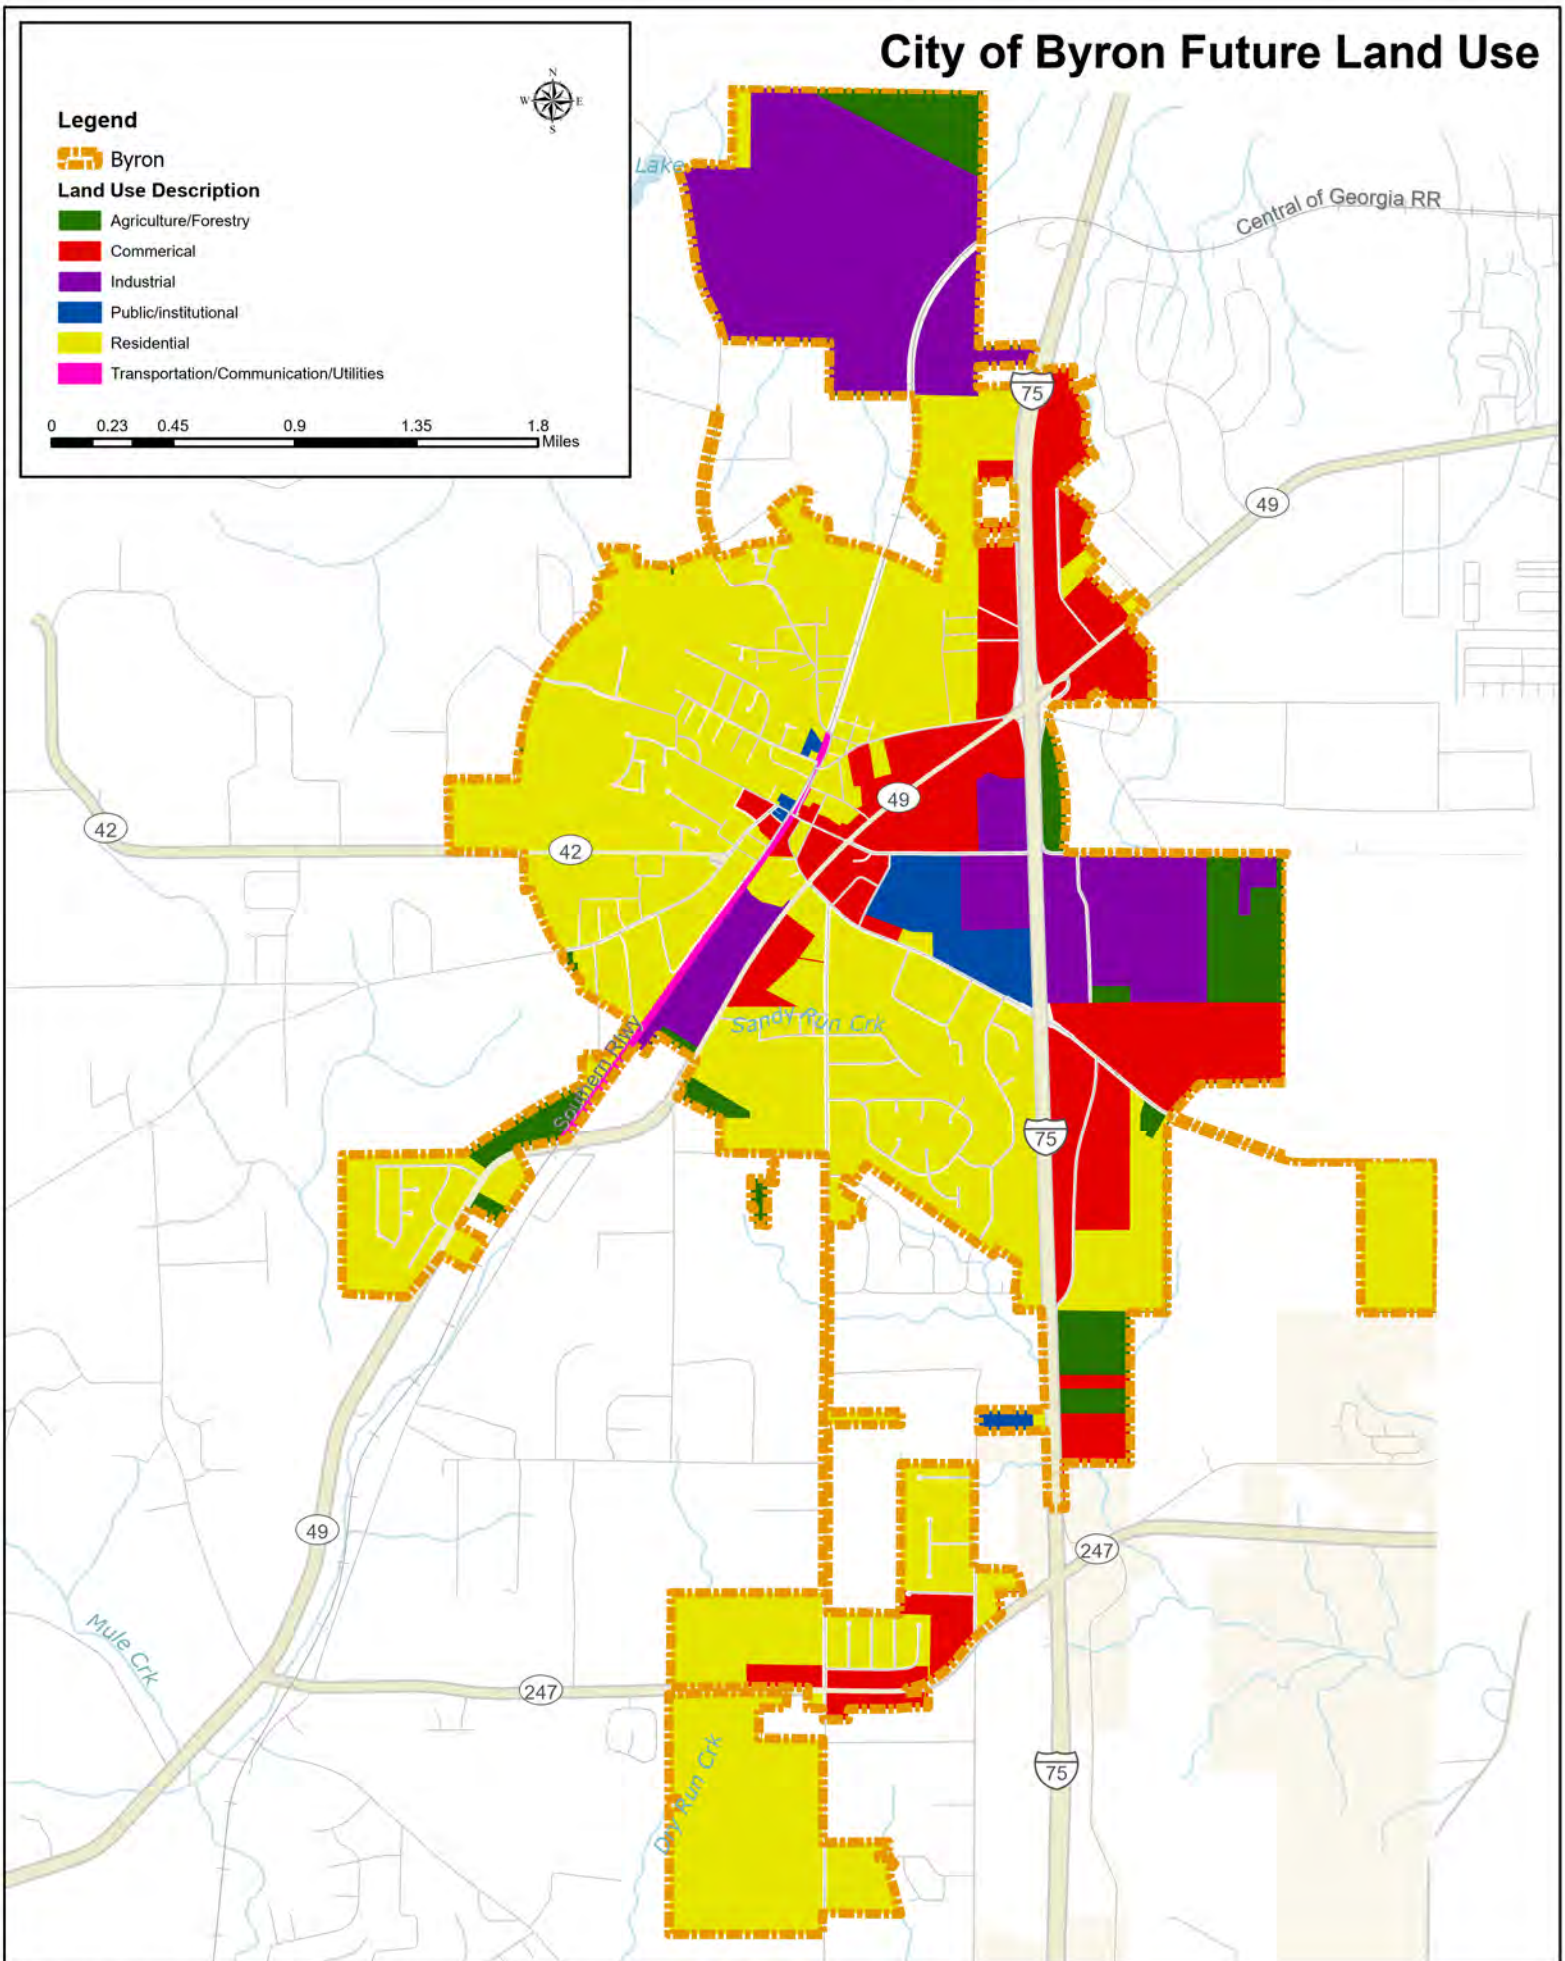 City of Byron Future Land Use
N
W E
S
Legend
Byron
Land Use Description
Agriculture/Forestry
Commerical
Industrial
Public/institutional
Residential
Transportation/Communication/Utilities
0 0.23 0.45 0.9 1.35 1.8
Miles
Lake
Central of Georgia RR
75
49
49
42
42
Sandy Run Crk
Southern Rlwy
75
49
247
Mule Crk
247
75
Dry Run Crk